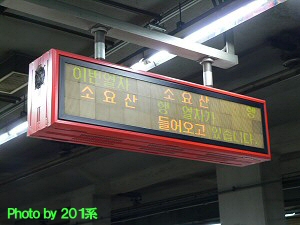 이번열차 소요산 행
소요산 행 열차가
들어오고 있습니다.
Photo by 201系